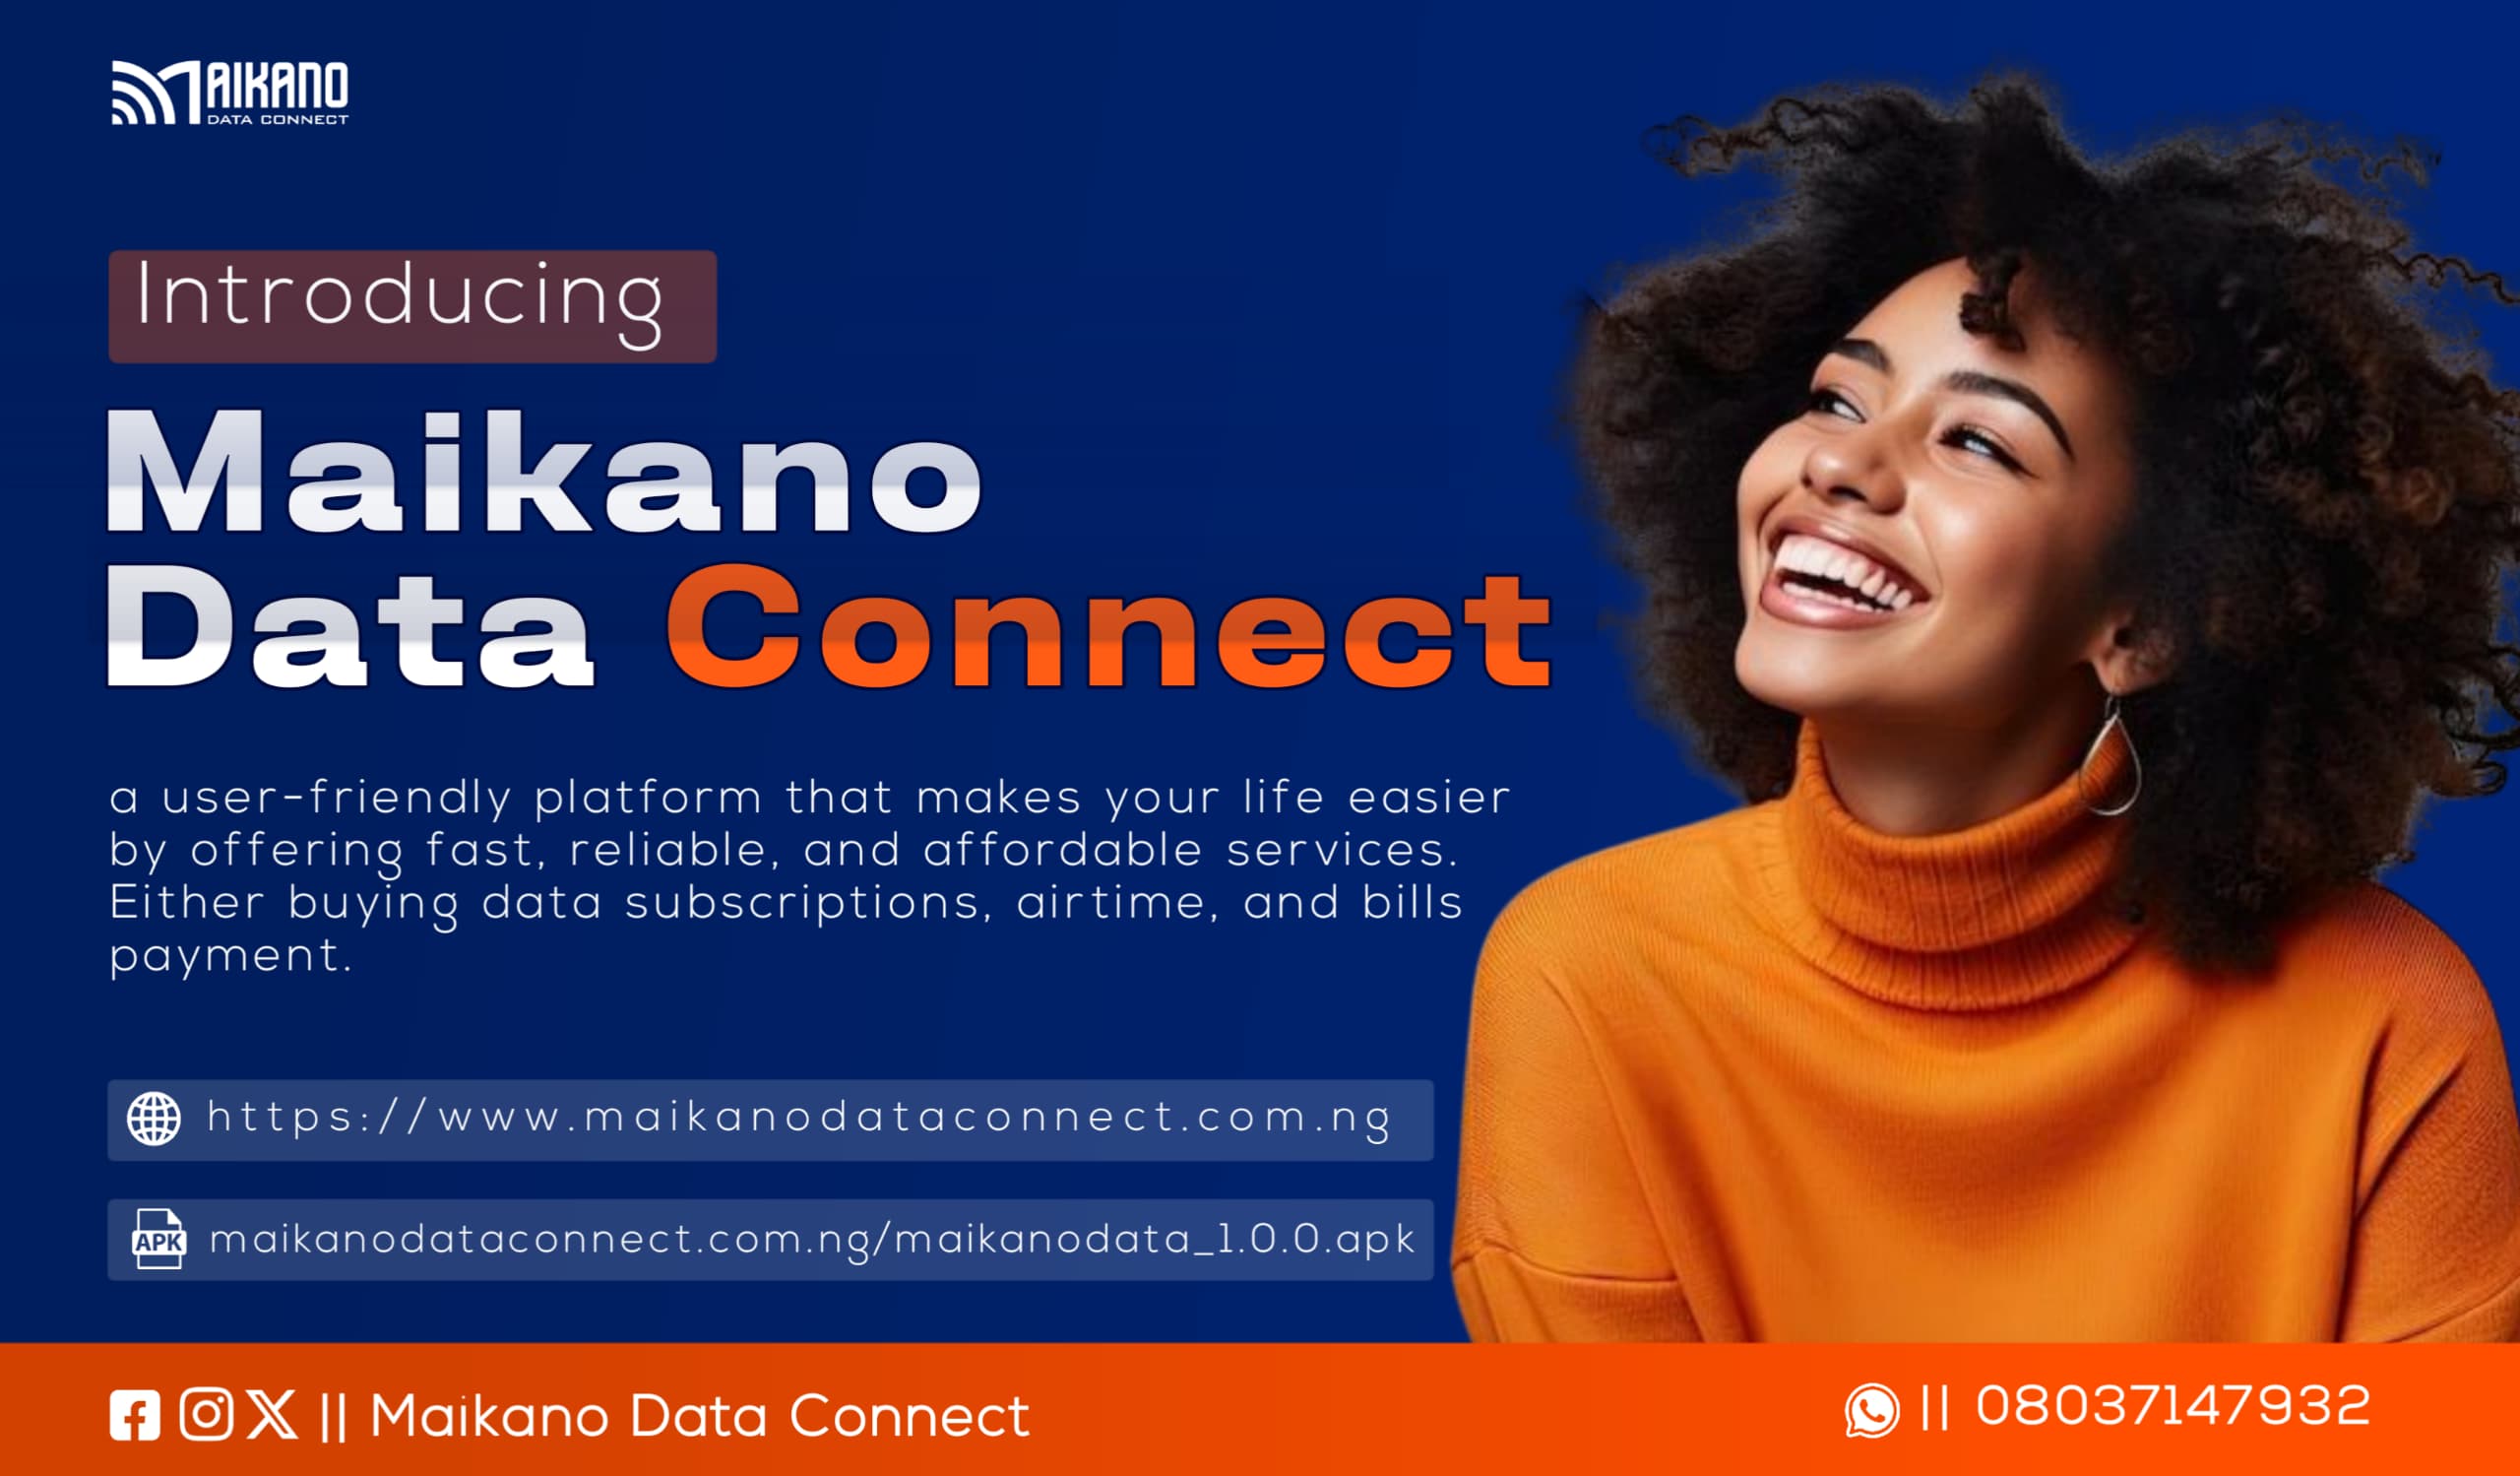 MAIKANO
DATA CONNECT
Introducing
Maikano
Data Connect
a user-friendly platform that makes your life easier
by offering fast, reliable, and affordable services.
Either buying data subscriptions, airtime, and bills
payment.
https://www.maikanodataconnect.com.ng
APK maikanodataconnect.com.ng/maikanodata_1.0.0.apk
|| Maikano Data Connect
|| 08037147932